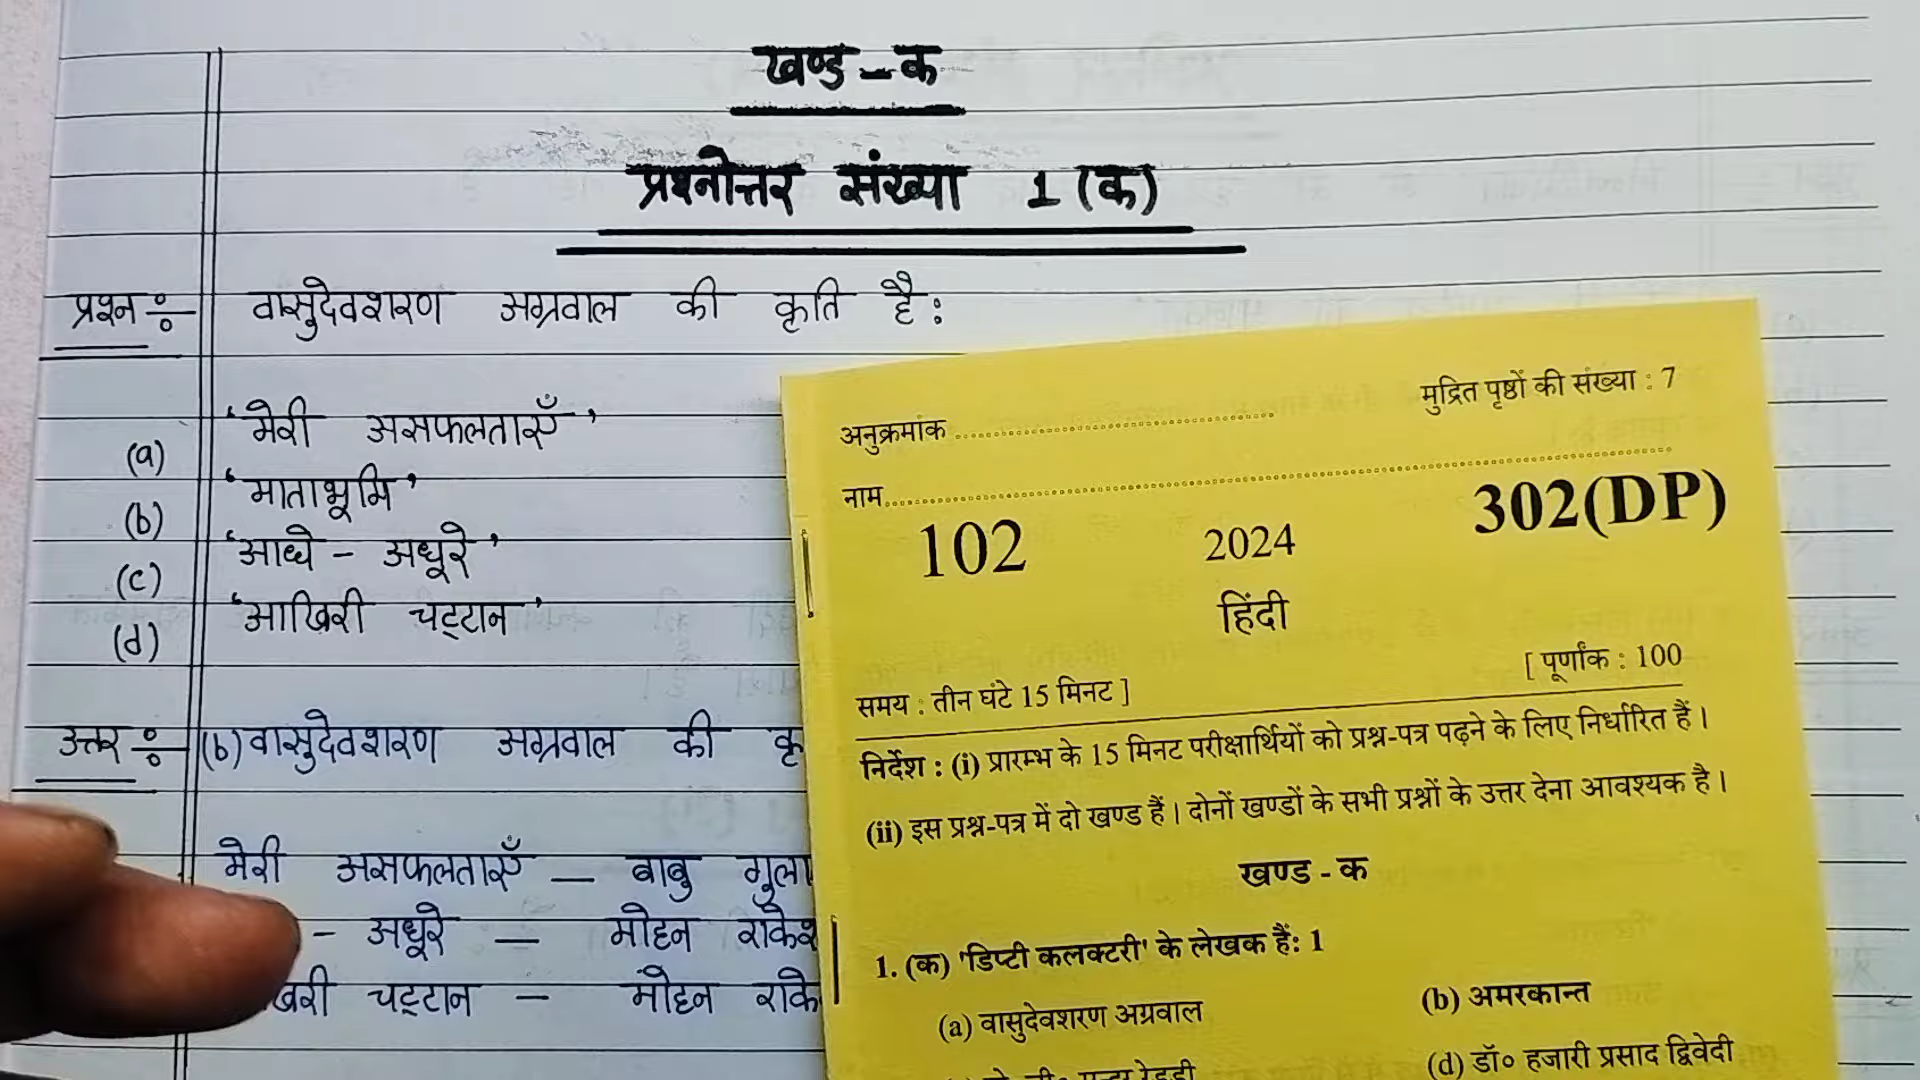 खण्ड – क
प्रश्नोत्तर संख्या 1 (क)
प्रश्न ÷ वासुदेवशरण अग्रवाल की कृति है :
(a) 'मेरी असफलताएँ'
(b) 'माताभूमि'
(c) 'आधे - अधूरे'
(d) 'आखिरी चट्टान'
उत्तर ÷ (b) वासुदेवशरण अग्रवाल की कृ
मेरी असफलताएँ — बाबु गुला
- अधूरे — मोहन राकेश
खिरी चट्टान — मोहन राके
मुद्रित पृष्ठों की संख्या : 7
अनुक्रमांक
नाम
102 2024 302(DP)
हिंदी
[ पूर्णांक : 100
समय : तीन घंटे 15 मिनट ]
निर्देश : (i) प्रारम्भ के 15 मिनट परीक्षार्थियों को प्रश्न-पत्र पढ़ने के लिए निर्धारित हैं।
(ii) इस प्रश्न-पत्र में दो खण्ड हैं। दोनों खण्डों के सभी प्रश्नों के उत्तर देना आवश्यक है।
खण्ड - क
1. (क) 'डिप्टी कलक्टरी' के लेखक हैं: 1
(a) वासुदेवशरण अग्रवाल (b) अमरकान्त
(d) डॉ० हजारी प्रसाद द्विवेदी